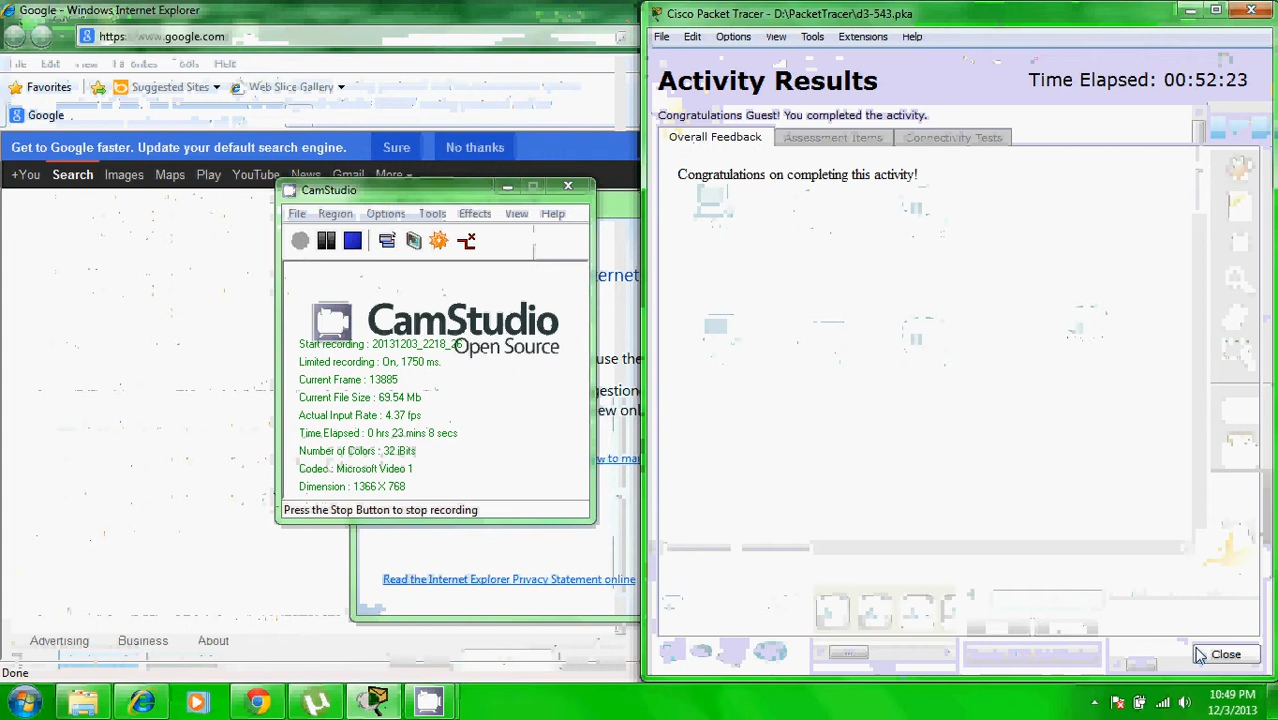 Google - Windows Internet Explorer
https://www.google.com
Help
Favorites
Suggested Sites
Web Slice Gallery
Google
Get to Google faster. Update your default search engine.
Sure
No thanks
+You
Search
Images
Maps
Play
YouTube
News
Gmail
More
CamStudio
File
Region
Options
Tools
Effects
View
Help
CamStudio
Open Source
Start recording : 20131203_2218_26
Limited recording : On, 1750 ms.
Current Frame : 13885
Current File Size : 69.54 Mb
Actual Input Rate : 4.37 fps
Time Elapsed : 0 hrs 23 mins 8 secs
Number of Colors : 32 Bits
Codec : Microsoft Video 1
Dimension : 1366 X 768
Press the Stop Button to stop recording
ernet
use the
Read the Internet Explorer Privacy Statement online
Advertising
Business
About
Done
Cisco Packet Tracer - D:\PacketTracer\d3-543.pka
File
Edit
Options
View
Tools
Extensions
Help
Activity Results
Time Elapsed: 00:52:23
Congratulations Guest! You completed the activity.
Overall Feedback
Assessment Items
Connectivity Tests
Congratulations on completing this activity!
Close
10:49 PM
12/3/2013